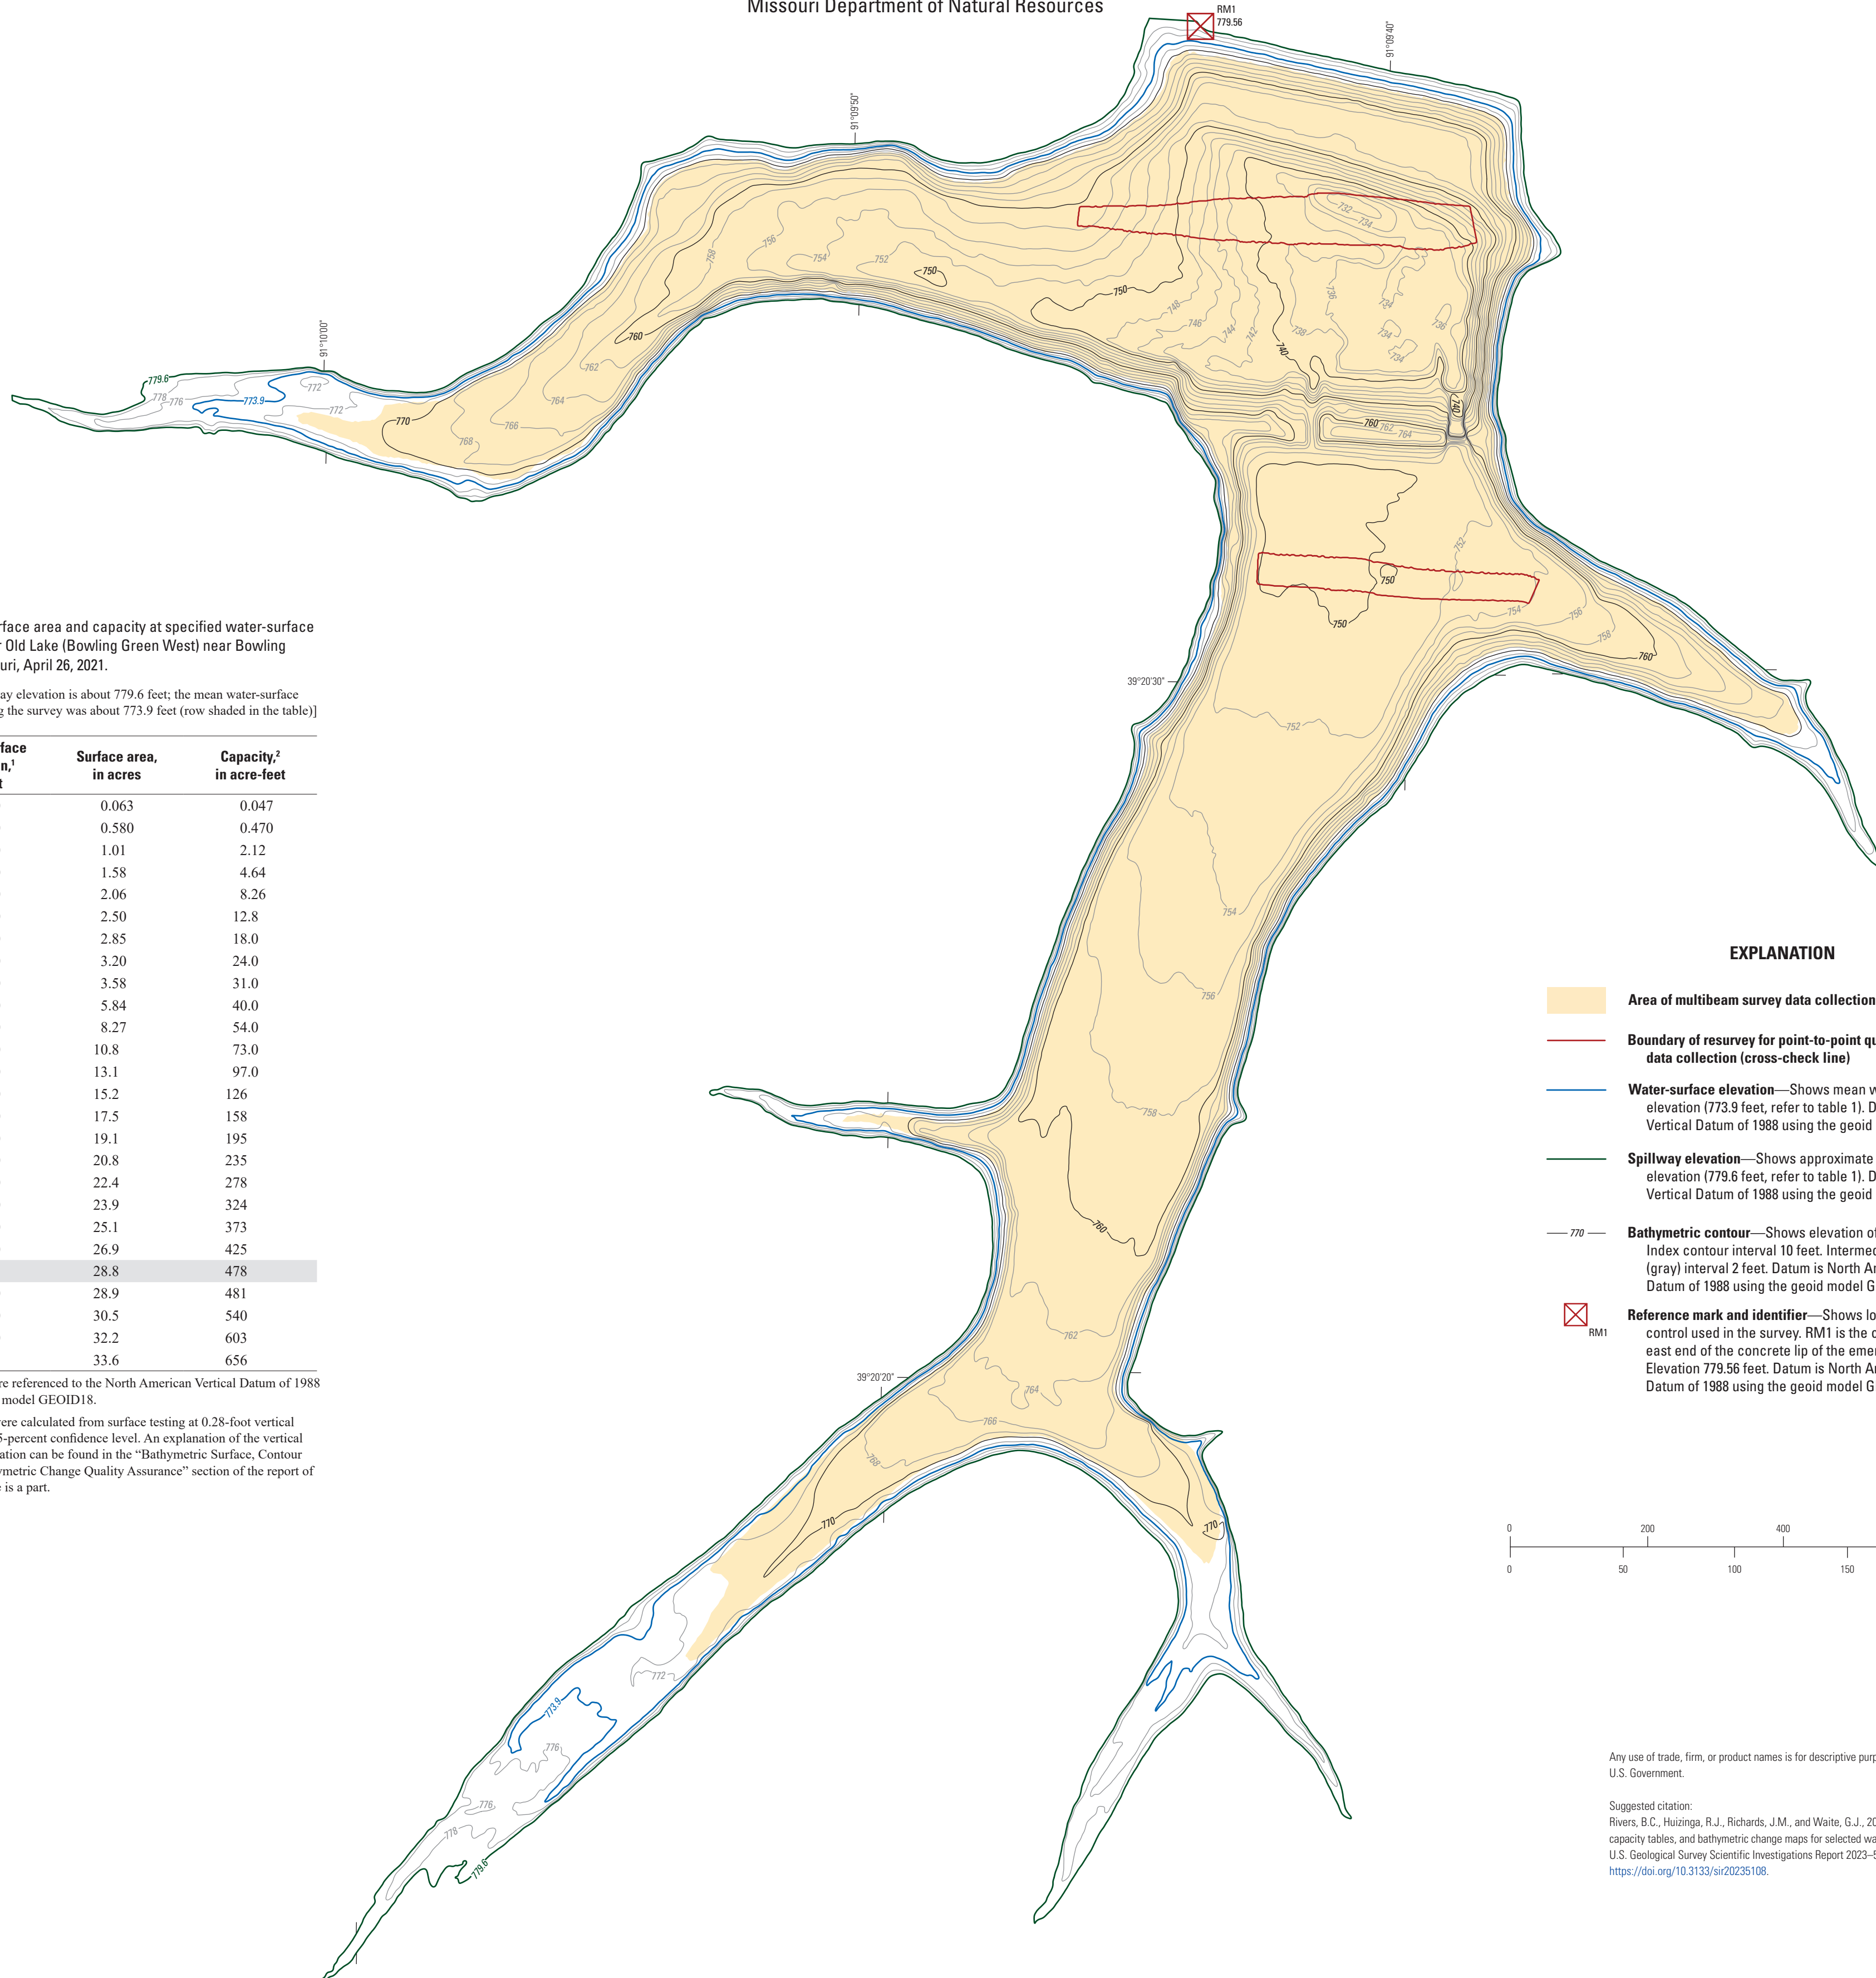 Missouri Department of Natural Resources
RM1
779.56
91°09'40"
91°09'50"
91°10'00"
732
734
756
758
754
752
750
750
748
746
744
742
740
738
736
734
736
734
734
760
762
764
766
768
770
779.6
778
776
773.9
772
772
740
760
762
764
752
750
750
754
756
758
760
39°20'30"
752
754
756
758
760
762
764
39°20'20"
766
768
770
770
772
773.9
776
776
778
779.6
face area and capacity at specified water-surface
Old Lake (Bowling Green West) near Bowling
uri, April 26, 2021.
ay elevation is about 779.6 feet; the mean water-surface
g the survey was about 773.9 feet (row shaded in the table)]
face Surface area, Capacity,²
n,¹ in acres in acre-feet
t
0.063 0.047
0.580 0.470
1.01 2.12
1.58 4.64
2.06 8.26
2.50 12.8
2.85 18.0
3.20 24.0
3.58 31.0
5.84 40.0
8.27 54.0
10.8 73.0
13.1 97.0
15.2 126
17.5 158
19.1 195
20.8 235
22.4 278
23.9 324
25.1 373
26.9 425
28.8 478
28.9 481
30.5 540
32.2 603
33.6 656
re referenced to the North American Vertical Datum of 1988
model GEOID18.
ere calculated from surface testing at 0.28-foot vertical
5-percent confidence level. An explanation of the vertical
ation can be found in the “Bathymetric Surface, Contour
ymetric Change Quality Assurance” section of the report of
is a part.
EXPLANATION
Area of multibeam survey data collection
Boundary of resurvey for point-to-point qu
data collection (cross-check line)
Water-surface elevation—Shows mean w
elevation (773.9 feet, refer to table 1). D
Vertical Datum of 1988 using the geoid
Spillway elevation—Shows approximate
elevation (779.6 feet, refer to table 1). D
Vertical Datum of 1988 using the geoid
770
Bathymetric contour—Shows elevation of
Index contour interval 10 feet. Intermed
(gray) interval 2 feet. Datum is North Am
Datum of 1988 using the geoid model G
RM1
Reference mark and identifier—Shows lo
control used in the survey. RM1 is the c
east end of the concrete lip of the emer
Elevation 779.56 feet. Datum is North Am
Datum of 1988 using the geoid model G
0 200 400
0 50 100 150
Any use of trade, firm, or product names is for descriptive purp
U.S. Government.
Suggested citation:
Rivers, B.C., Huizinga, R.J., Richards, J.M., and Waite, G.J., 20
capacity tables, and bathymetric change maps for selected wa
U.S. Geological Survey Scientific Investigations Report 2023–5
https://doi.org/10.3133/sir20235108.